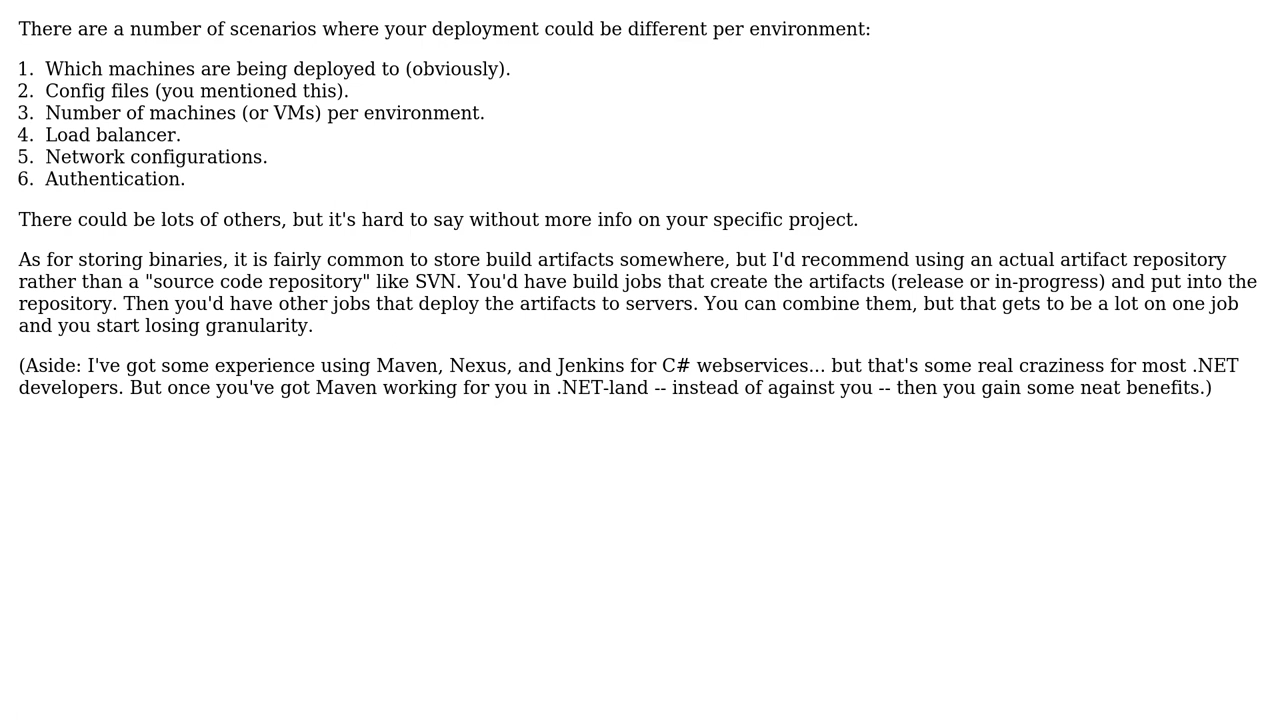 There are a number of scenarios where your deployment could be different per environment:
1. Which machines are being deployed to (obviously).
2. Config files (you mentioned this).
3. Number of machines (or VMs) per environment.
4. Load balancer.
5. Network configurations.
6. Authentication.
There could be lots of others, but it's hard to say without more info on your specific project.
As for storing binaries, it is fairly common to store build artifacts somewhere, but I'd recommend using an actual artifact repository
rather than a "source code repository" like SVN. You'd have build jobs that create the artifacts (release or in-progress) and put into the
repository. Then you'd have other jobs that deploy the artifacts to servers. You can combine them, but that gets to be a lot on one job
and you start losing granularity.
(Aside: I've got some experience using Maven, Nexus, and Jenkins for C# webservices... but that's some real craziness for most .NET
developers. But once you've got Maven working for you in .NET-land -- instead of against you -- then you gain some neat benefits.)